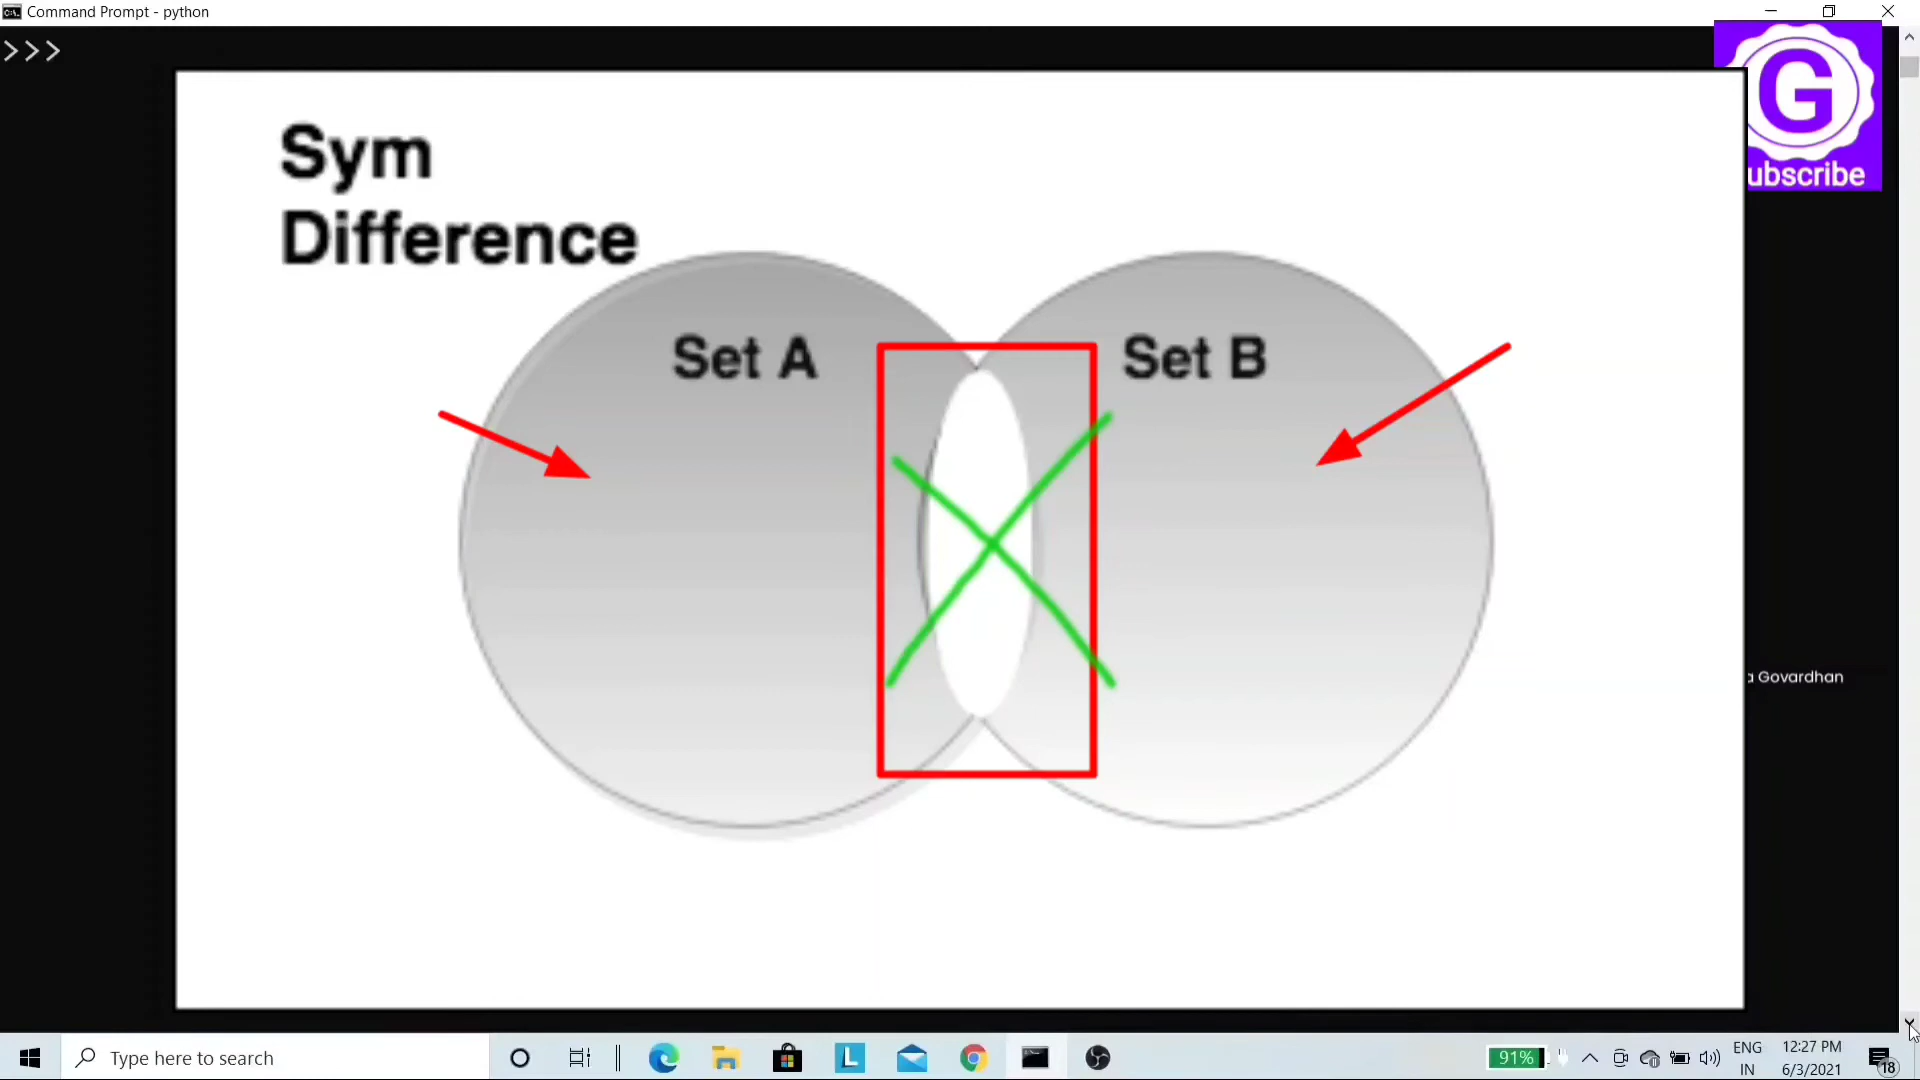 Command Prompt - python
>>>
G
ubscribe
Sym
Difference
Set A
Set B
a Govardhan
Type here to search
L
91%
ENG
IN
12:27 PM
6/3/2021
18